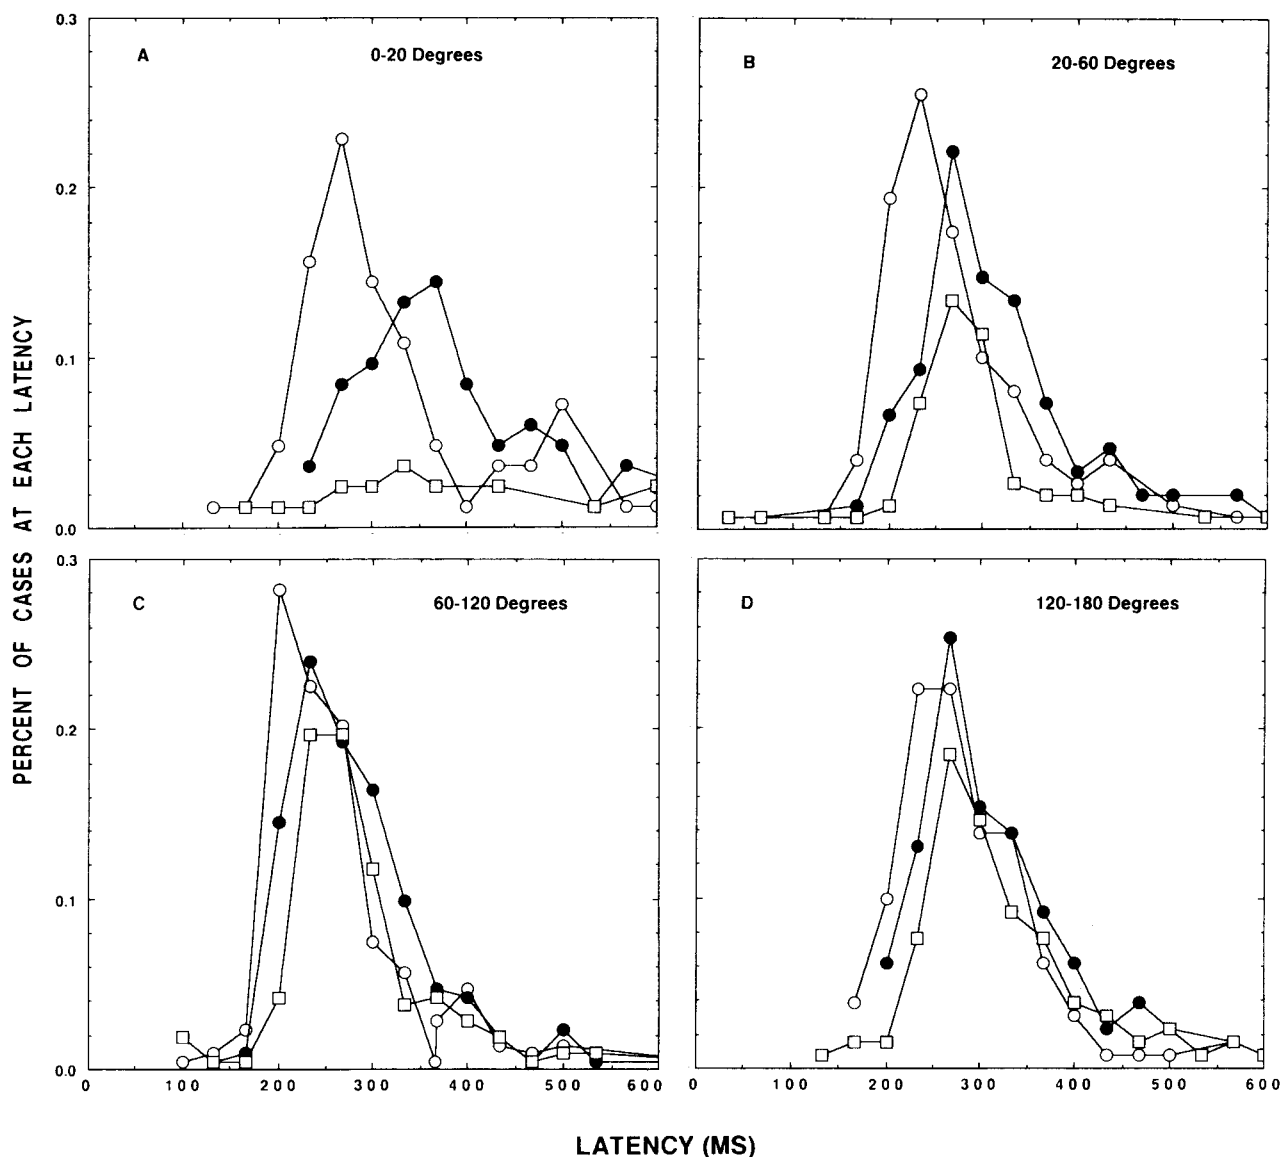 A
0-20 Degrees
B
20-60 Degrees
0.3
0.2
0.1
0.0
PERCENT OF CASES AT EACH LATENCY
C
60-120 Degrees
D
120-180 Degrees
0.3
0.2
0.1
0.0
0 100 200 300 400 500 600
0 100 200 300 400 500 600
LATENCY (MS)